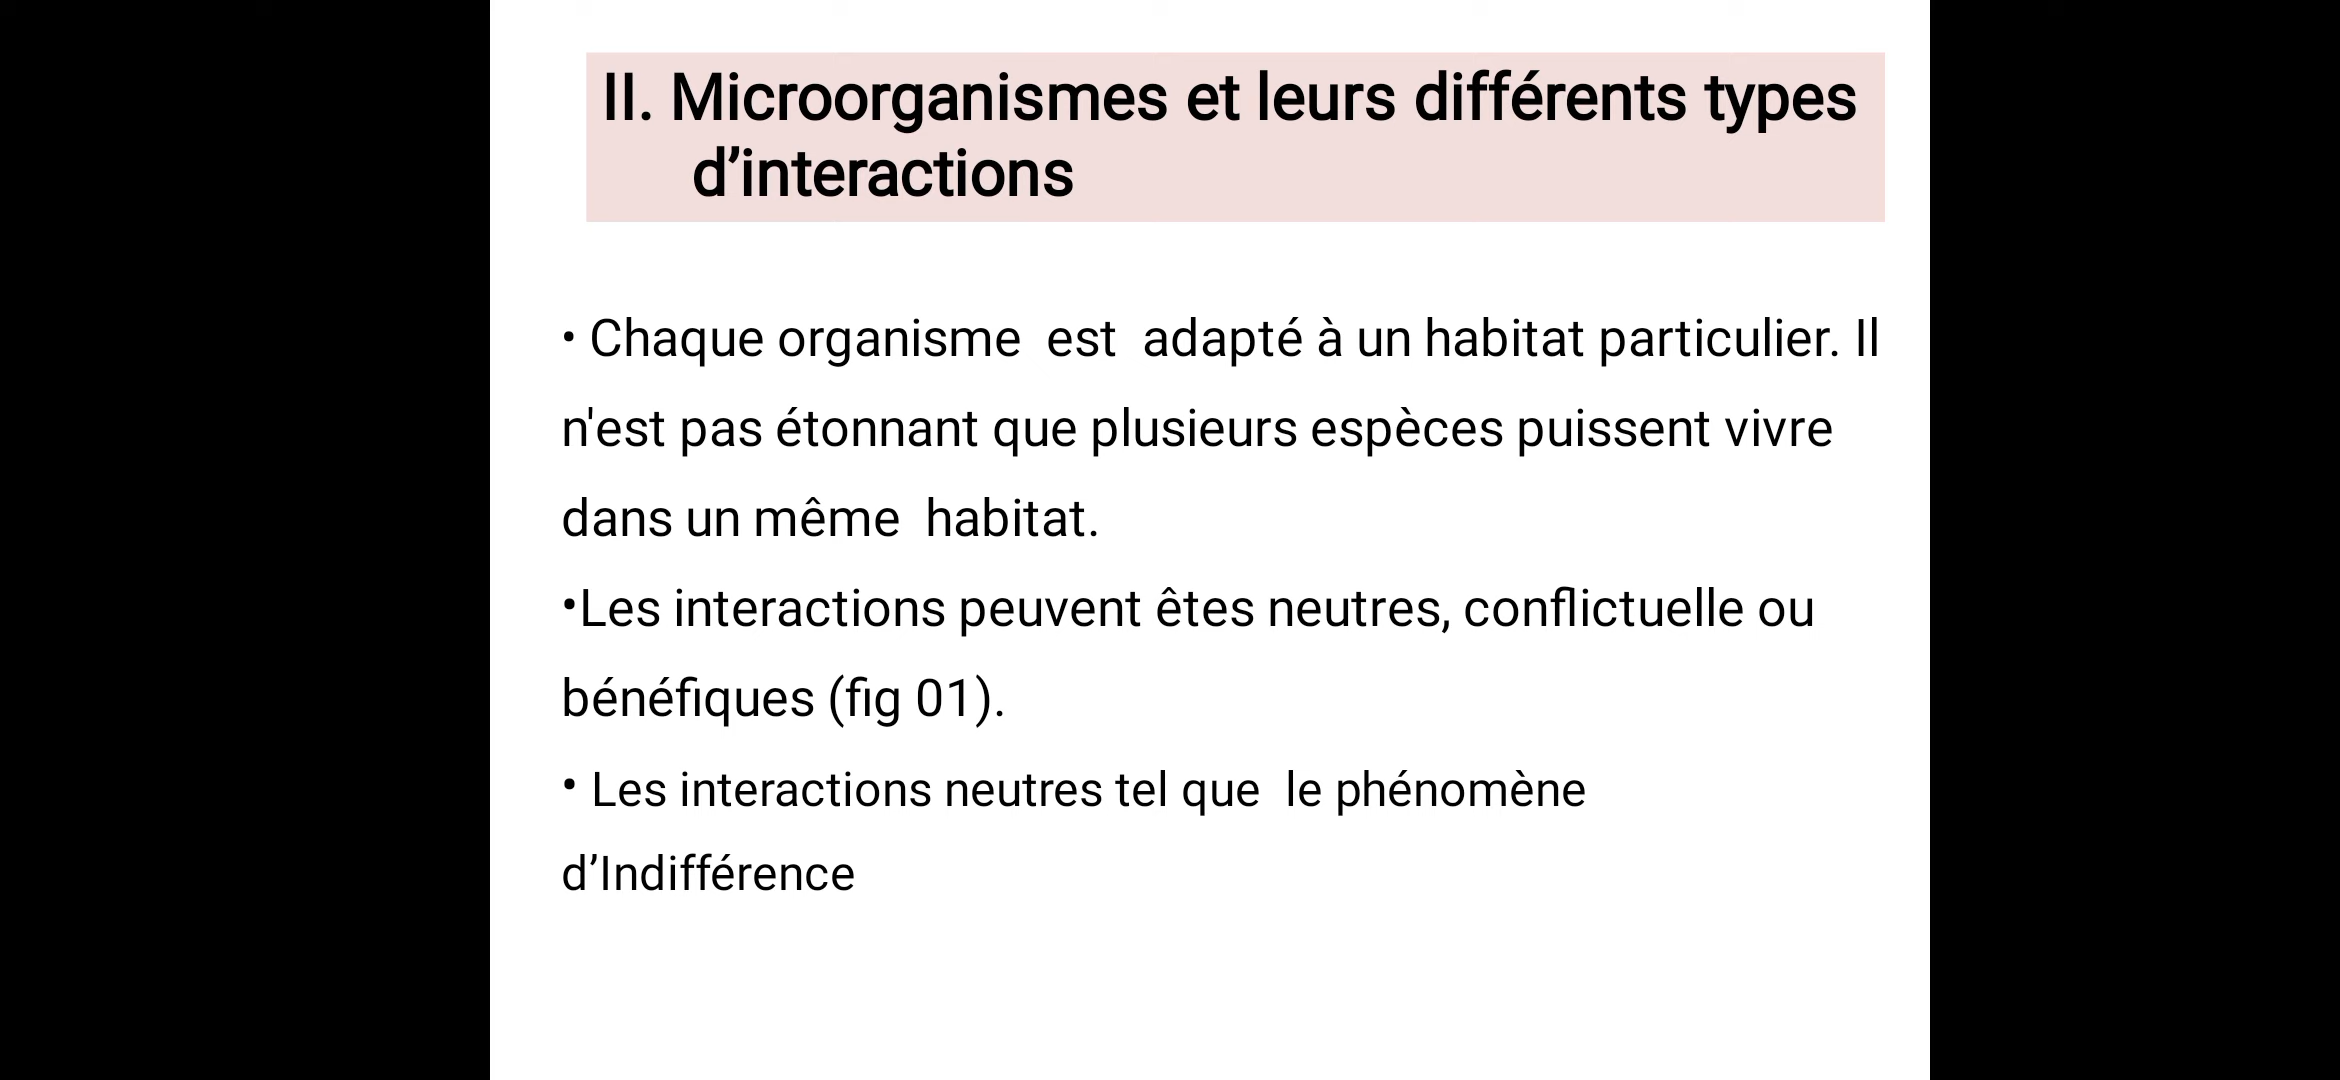 II. Microorganismes et leurs différents types
d’interactions
• Chaque organisme est adapté à un habitat particulier. Il
n'est pas étonnant que plusieurs espèces puissent vivre
dans un même habitat.
•Les interactions peuvent êtes neutres, conflictuelle ou
bénéfiques (fig 01).
• Les interactions neutres tel que le phénomène
d’Indifférence